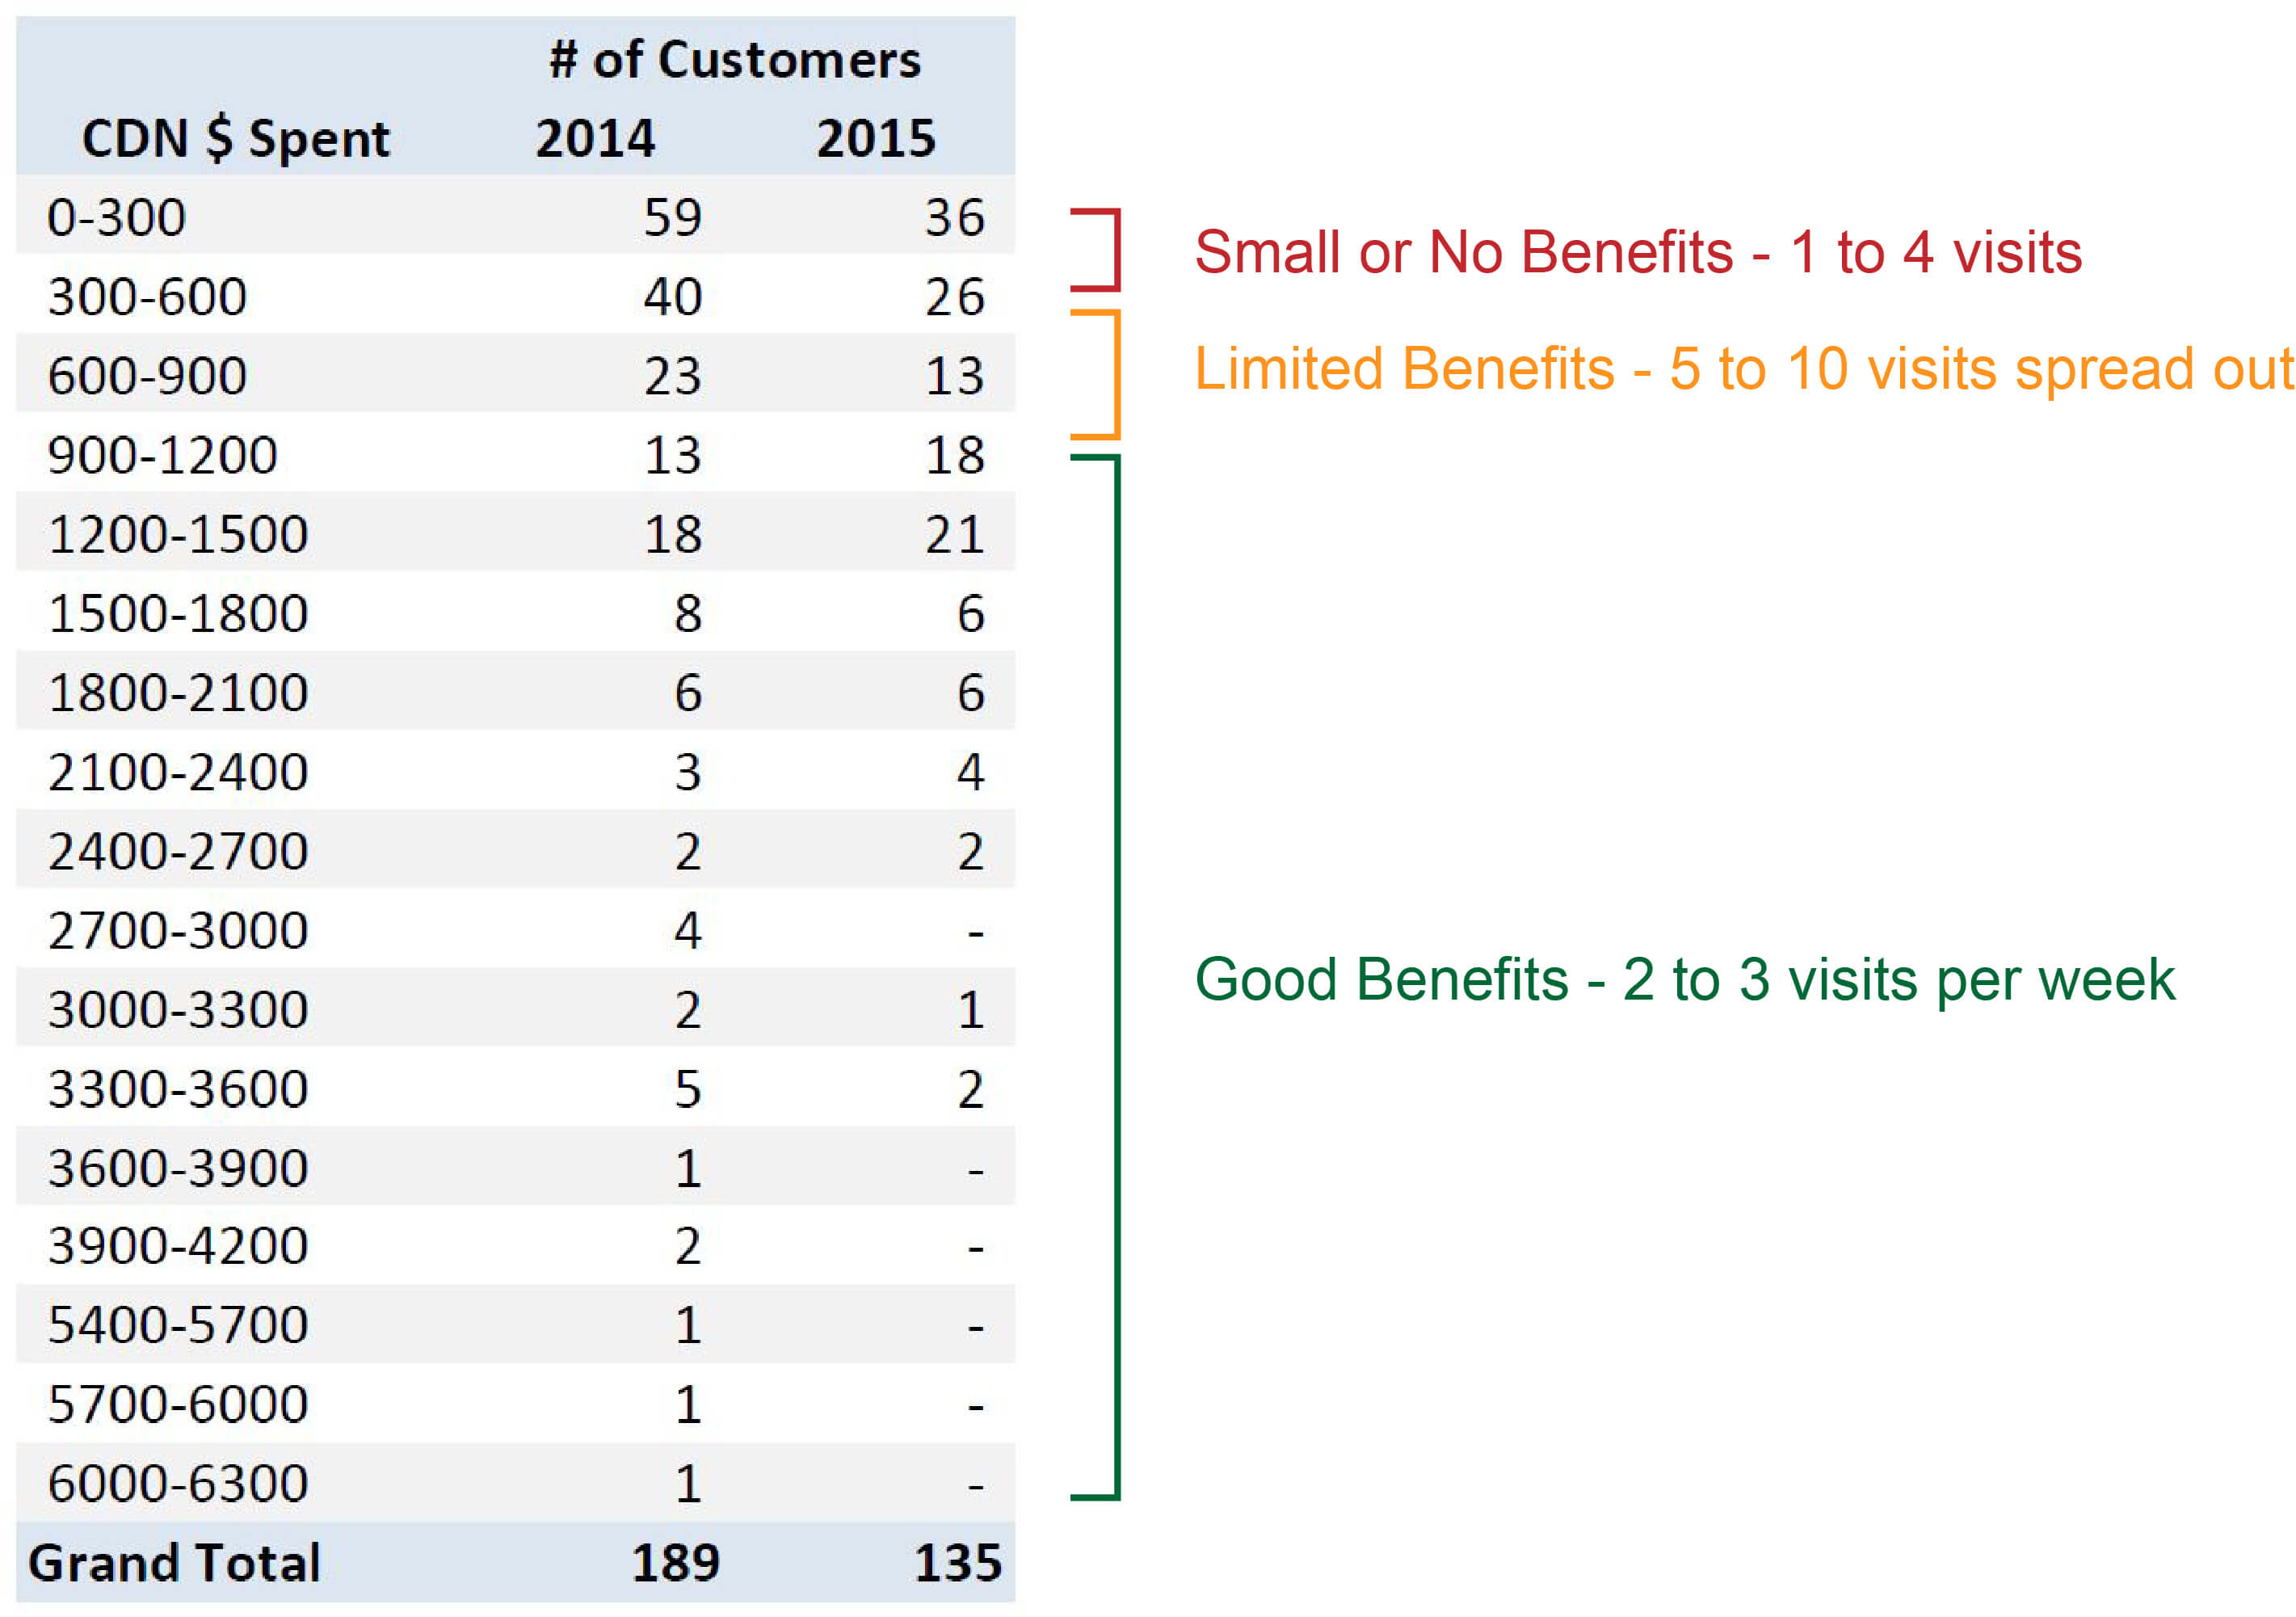 # of Customers
CDN $ Spent 2014 2015
0-300 59 36
Small or No Benefits - 1 to 4 visits
300-600 40 26
Limited Benefits - 5 to 10 visits spread out
600-900 23 13
900-1200 13 18
1200-1500 18 21
1500-1800 8 6
1800-2100 6 6
2100-2400 3 4
2400-2700 2 2
2700-3000 4 -
Good Benefits - 2 to 3 visits per week
3000-3300 2 1
3300-3600 5 2
3600-3900 1 -
3900-4200 2 -
5400-5700 1 -
5700-6000 1 -
6000-6300 1 -
Grand Total 189 135